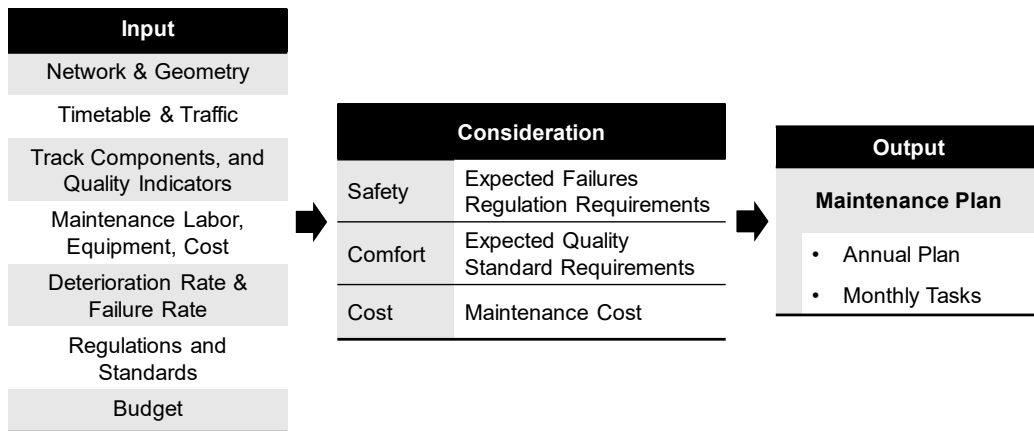 Input
Network & Geometry
Timetable & Traffic
Track Components, and
Quality Indicators
Maintenance Labor,
Equipment, Cost
Deterioration Rate &
Failure Rate
Regulations and
Standards
Budget
Consideration
Safety
Expected Failures
Regulation Requirements
Comfort
Expected Quality
Standard Requirements
Cost
Maintenance Cost
Output
Maintenance Plan
• Annual Plan
• Monthly Tasks